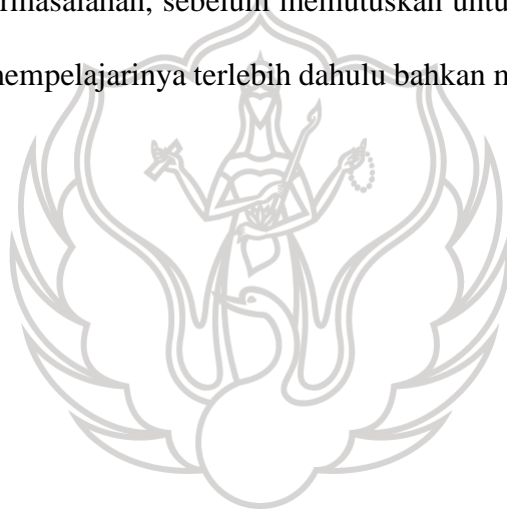 rmasalahan, sebelum memutuskan untu
mempelajarinya terlebih dahulu bahkan m